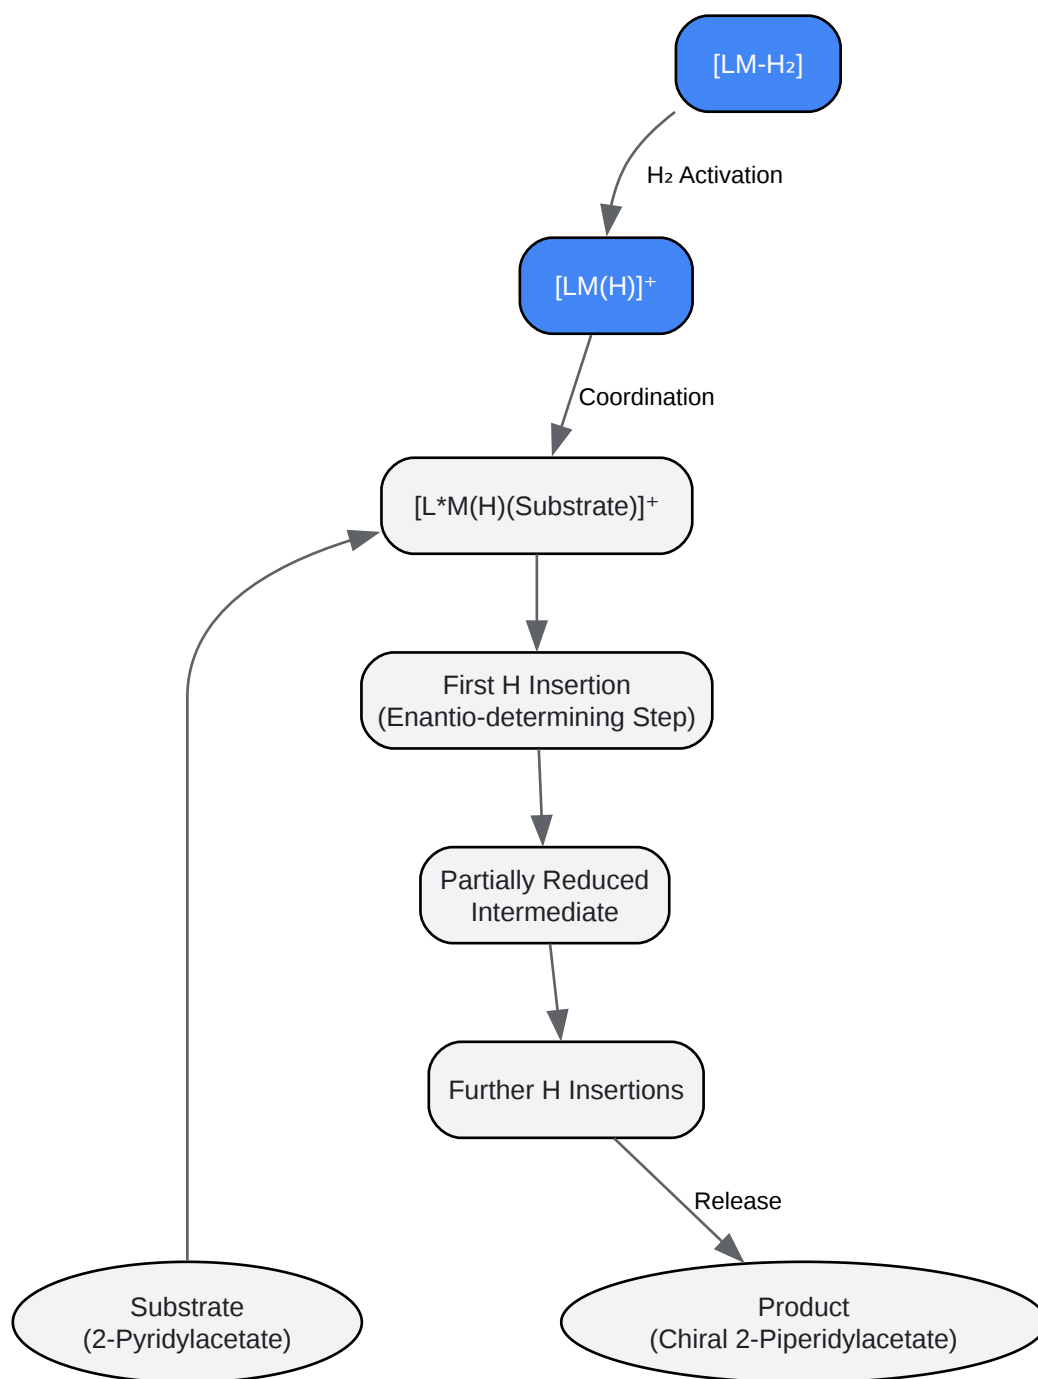 [LM-H₂]
H₂ Activation
[LM(H)]⁺
Coordination
[L*M(H)(Substrate)]⁺
First H Insertion
(Enantio-determining Step)
Partially Reduced
Intermediate
Further H Insertions
Release
Substrate
(2-Pyridylacetate)
Product
(Chiral 2-Piperidylacetate)